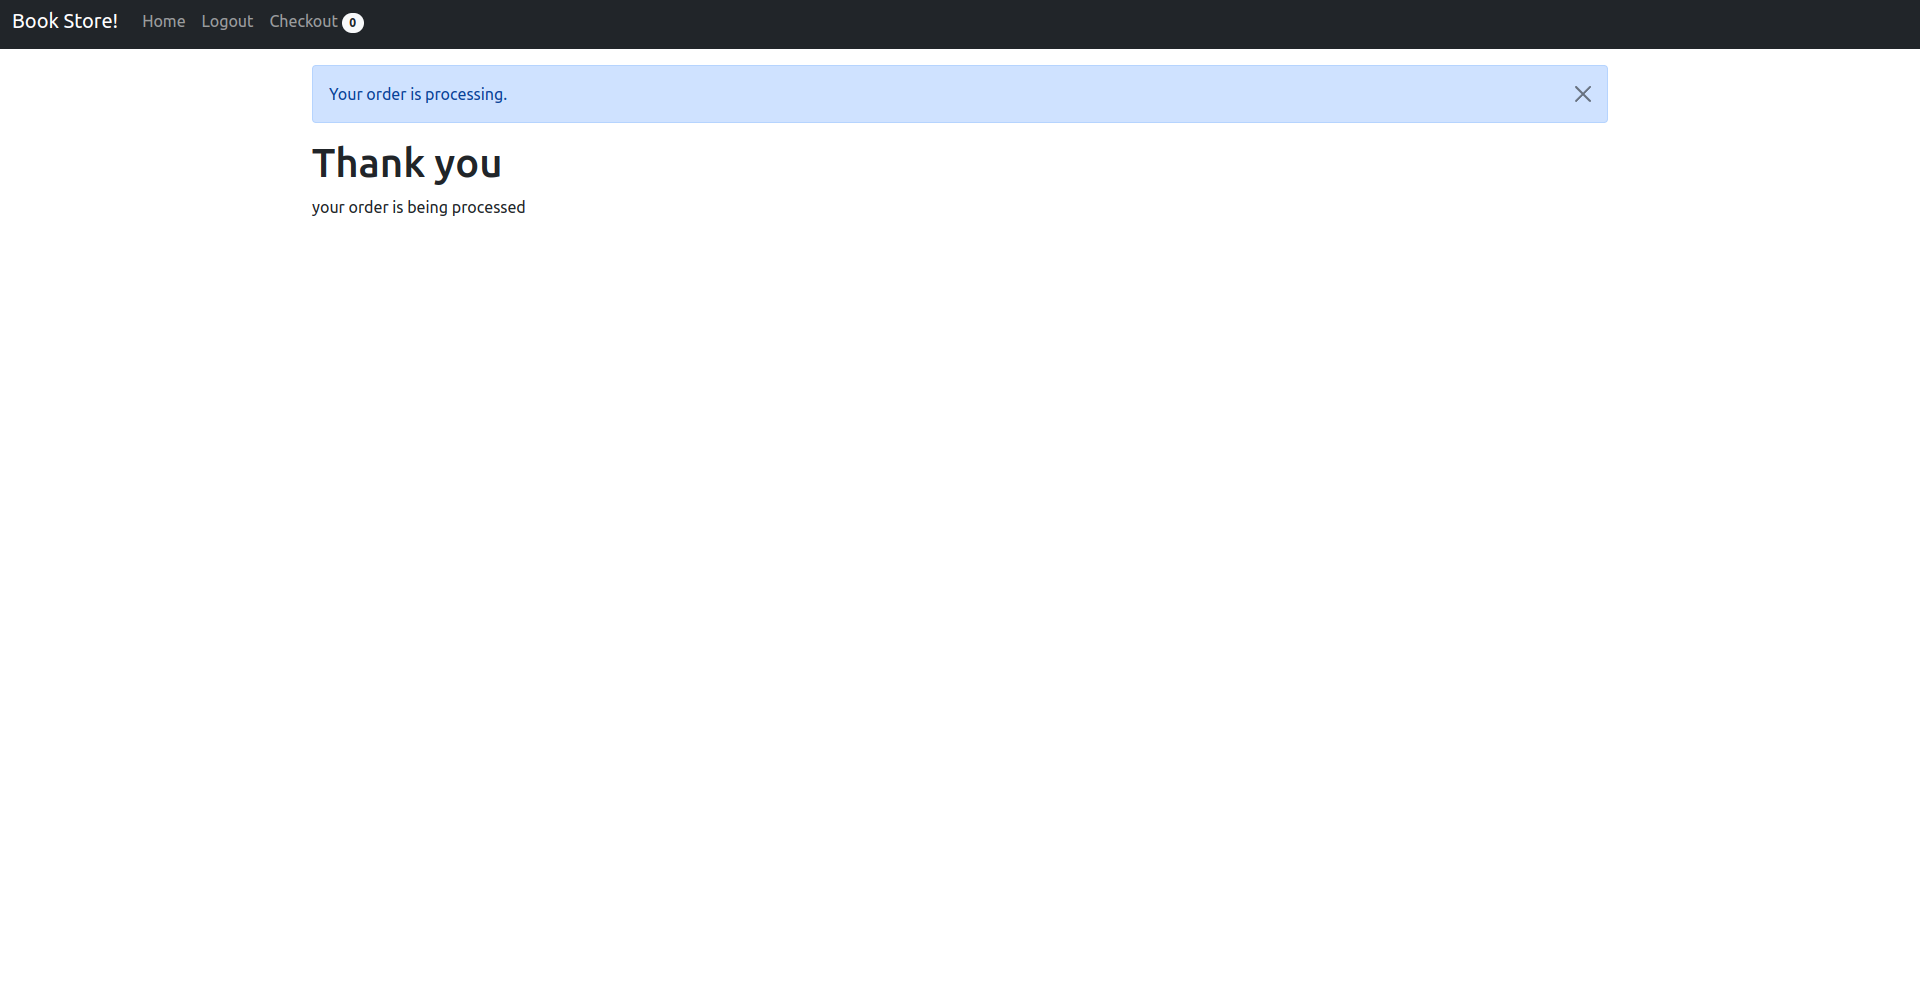 Book Store! Home Logout Checkout 0
Your order is processing.
Thank you
your order is being processed